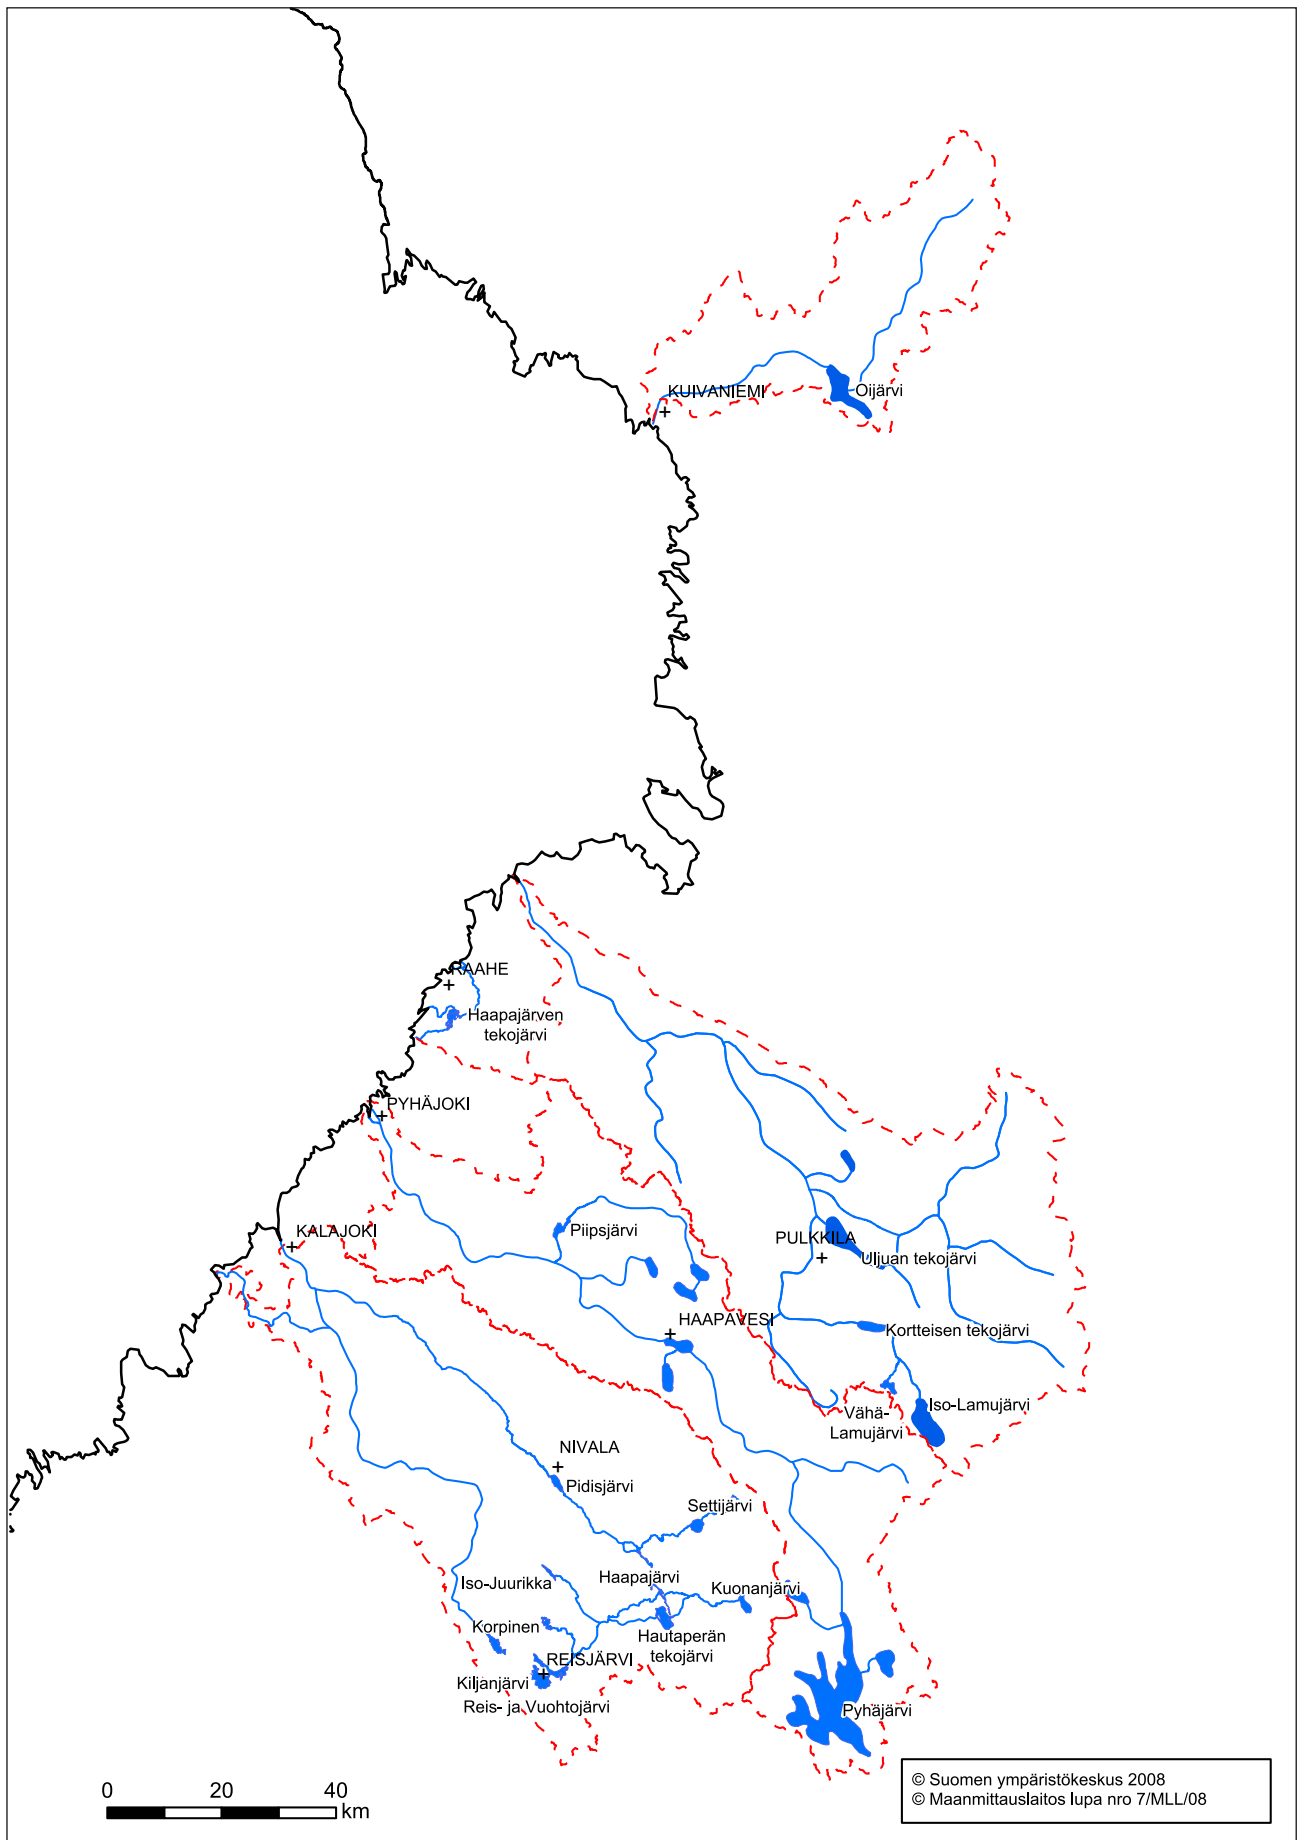 KUIVANIEMI
Oijärvi
RAAHE
Haapajärven
tekojärvi
PYHÄJOKI
KALAJOKI
Piipsjärvi
PULKKILA
Uljuan tekojärvi
HAAPAVESI
Kortteisen tekojärvi
Vähä-
Lamujärvi
Iso-Lamujärvi
NIVALA
Pidisjärvi
Settijärvi
Iso-Juurikka
Haapajärvi
Kuonanjärvi
Korpinen
Hautaperän
tekojärvi
REISJÄRVI
Kiljanjärvi
Reis- ja Vuohtojärvi
Pyhäjärvi
0 20 40
km
© Suomen ympäristökeskus 2008
© Maanmittauslaitos lupa nro 7/MLL/08